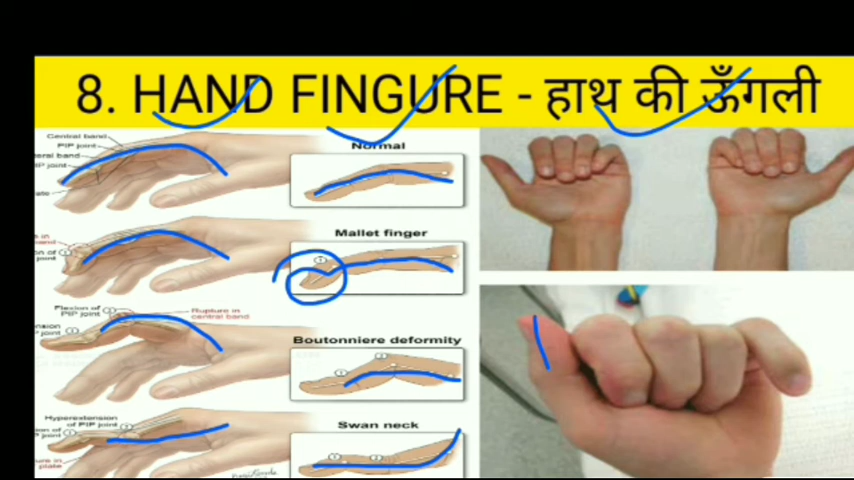 8. HAND FINGURE - हाथ की ऊँगली
Central band
PIP joint
Normal
Mallet finger
Flexion of
PIP joint
Rupture in
central band
Boutonniere deformity
Hyperextension
of PIP joint
Swan neck